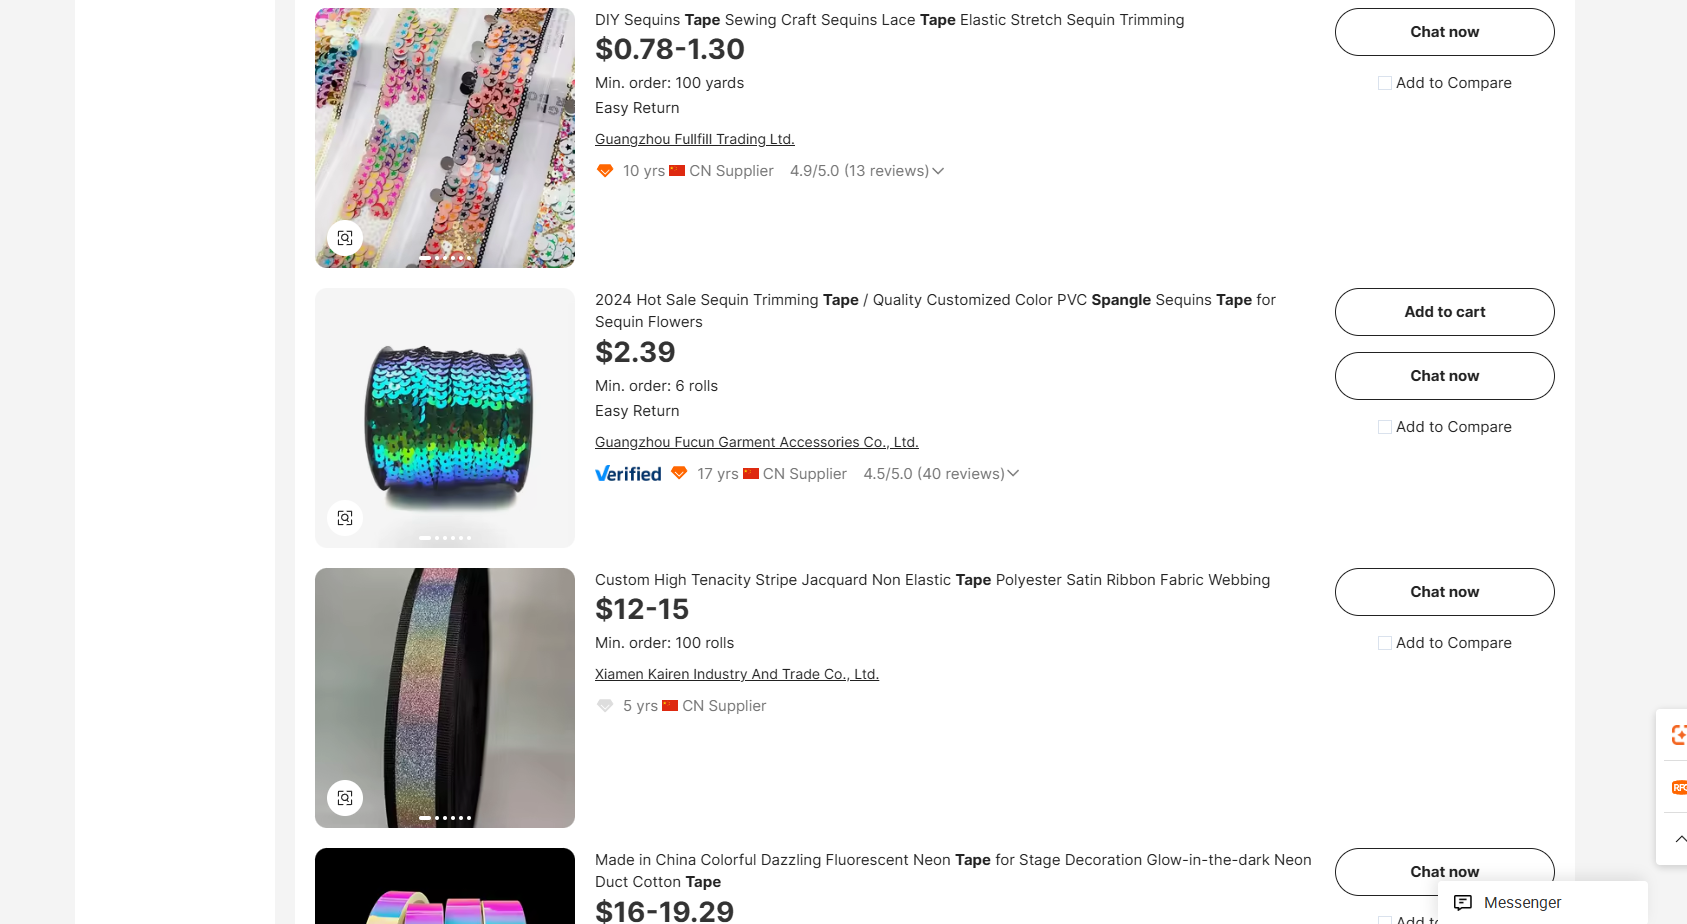 DIY Sequins Tape Sewing Craft Sequins Lace Tape Elastic Stretch Sequin Trimming
$0.78-1.30
Min. order: 100 yards
Easy Return
Guangzhou Fullfill Trading Ltd.
10 yrs CN Supplier 4.9/5.0 (13 reviews)
Chat now
Add to Compare
2024 Hot Sale Sequin Trimming Tape / Quality Customized Color PVC Spangle Sequins Tape for
Sequin Flowers
$2.39
Min. order: 6 rolls
Easy Return
Guangzhou Fucun Garment Accessories Co., Ltd.
Verified 17 yrs CN Supplier 4.5/5.0 (40 reviews)
Add to cart
Chat now
Add to Compare
Custom High Tenacity Stripe Jacquard Non Elastic Tape Polyester Satin Ribbon Fabric Webbing
$12-15
Min. order: 100 rolls
Xiamen Kairen Industry And Trade Co., Ltd.
5 yrs CN Supplier
Chat now
Add to Compare
Made in China Colorful Dazzling Fluorescent Neon Tape for Stage Decoration Glow-in-the-dark Neon
Duct Cotton Tape
$16-19.29
Chat now
Add
Messenger